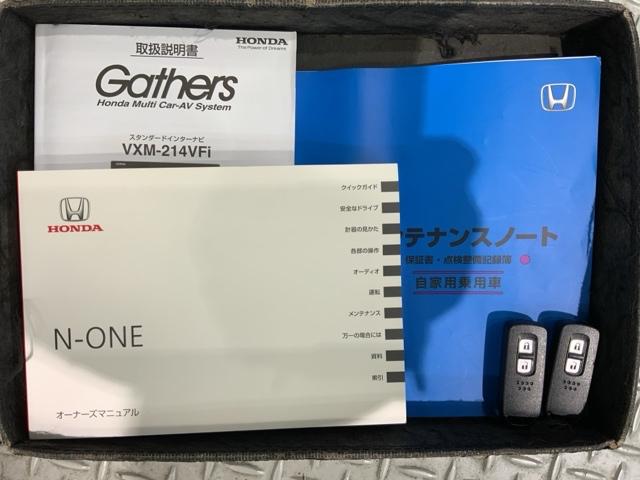 取扱説明書
HONDA
The Power of Dreams
Gathers
Honda Multi Car-AV System
スタンダードインターナビ
VXM-214VFi
HONDA
N-ONE
オーナーズマニュアル
クイックガイド
安全なドライブ
計器の見かた
各部の操作
オーディオ
運転
メンテナンス
万一の場合には
資料
索引
テナンスノート
保証書・点検整備記録簿
自家用乗用車